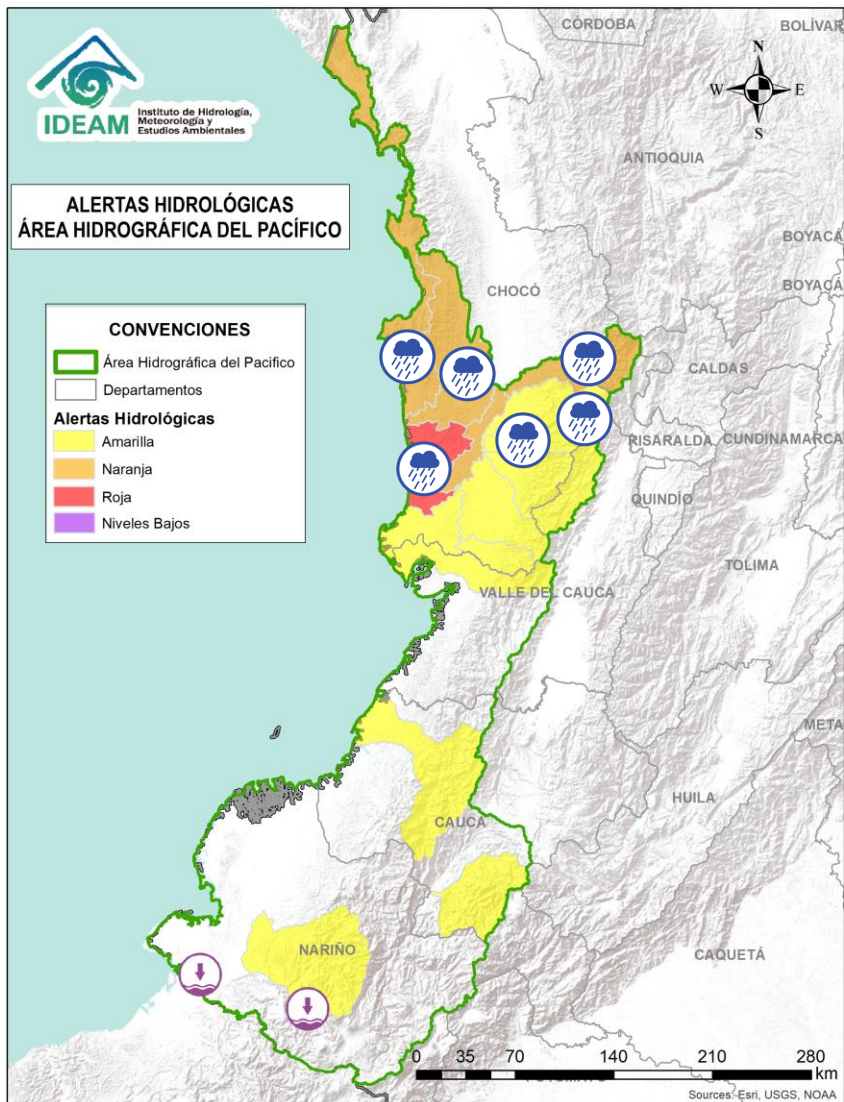 CÓRDOBA
BOLÍVAR
IDEAM
Instituto de Hidrología,
Meteorología y
Estudios Ambientales
N
W
E
S
ANTIOQUIA
ALERTAS HIDROLÓGICAS
ÁREA HIDROGRÁFICA DEL PACÍFICO
BOYACÁ
BOYACÁ
CHOCÓ
CONVENCIONES
Área Hidrográfica del Pacifico
Departamentos
Alertas Hidrológicas
Amarilla
Naranja
Roja
Niveles Bajos
CALDAS
RISARALDA
CUNDINAMARCA
QUINDÍO
TOLIMA
VALLE DEL CAUCA
META
HUILA
CAUCA
NARIÑO
CAQUETÁ
0 35 70 140 210 280
km
Sources: Esri, USGS, NOAA